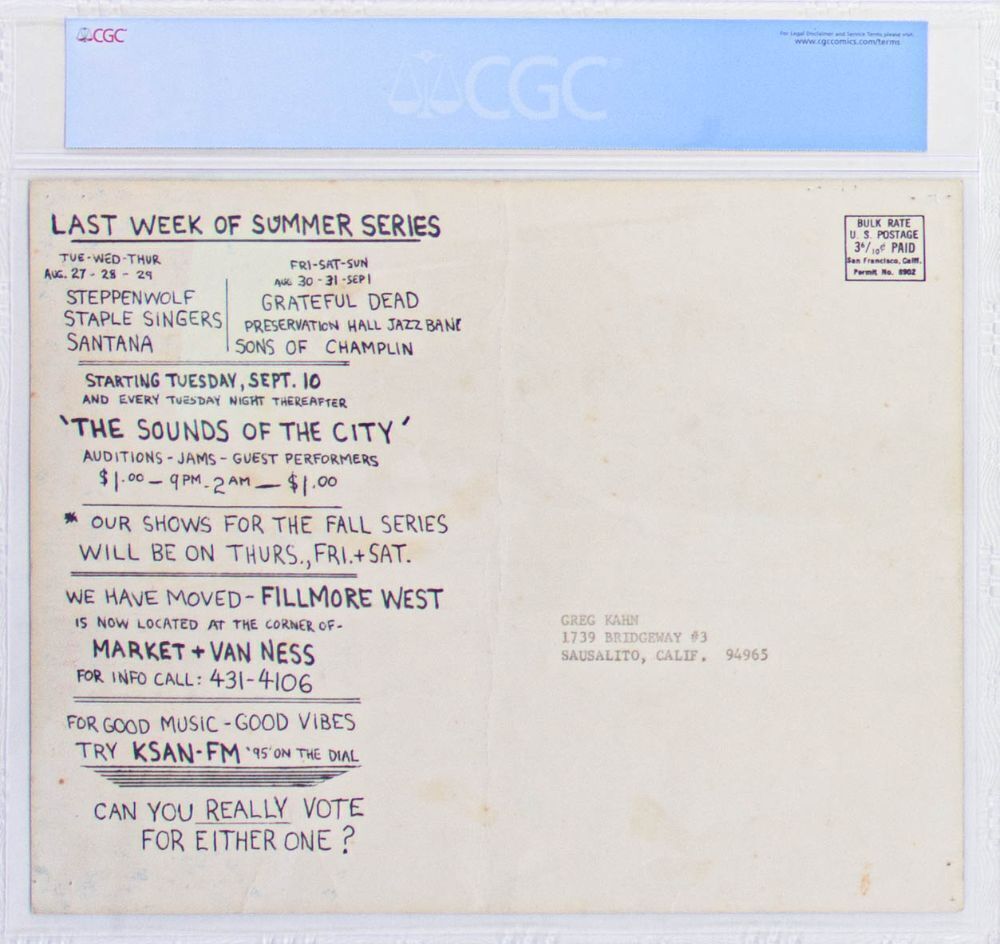 CGC
For Legal Disclaimer and Service Terms please visit
www.cgccomics.com/terms
CGC
LAST WEEK OF SUMMER SERIES
TUE-WED-THUR
AUG. 27 - 28 - 29
STEPPENWOLF
STAPLE SINGERS
SANTANA
FRI-SAT-SUN
AUG 30 - 31 - SEP 1
GRATEFUL DEAD
PRESERVATION HALL JAZZ BAND
SONS OF CHAMPLIN
STARTING TUESDAY, SEPT. 10
AND EVERY TUESDAY NIGHT THEREAFTER
'THE SOUNDS OF THE CITY'
AUDITIONS - JAMS - GUEST PERFORMERS
$1.00 — 9PM - 2AM — $1.00
* OUR SHOWS FOR THE FALL SERIES
WILL BE ON THURS., FRI. + SAT.
WE HAVE MOVED - FILLMORE WEST
IS NOW LOCATED AT THE CORNER OF -
MARKET + VAN NESS
FOR INFO CALL: 431-4106
FOR GOOD MUSIC - GOOD VIBES
TRY KSAN-FM '95' ON THE DIAL
CAN YOU REALLY VOTE
FOR EITHER ONE ?
BULK RATE
U. S. POSTAGE
3 6/10¢ PAID
San Francisco, Calif.
Permit No. 8902
GREG KAHN
1739 BRIDGEWAY #3
SAUSALITO, CALIF. 94965